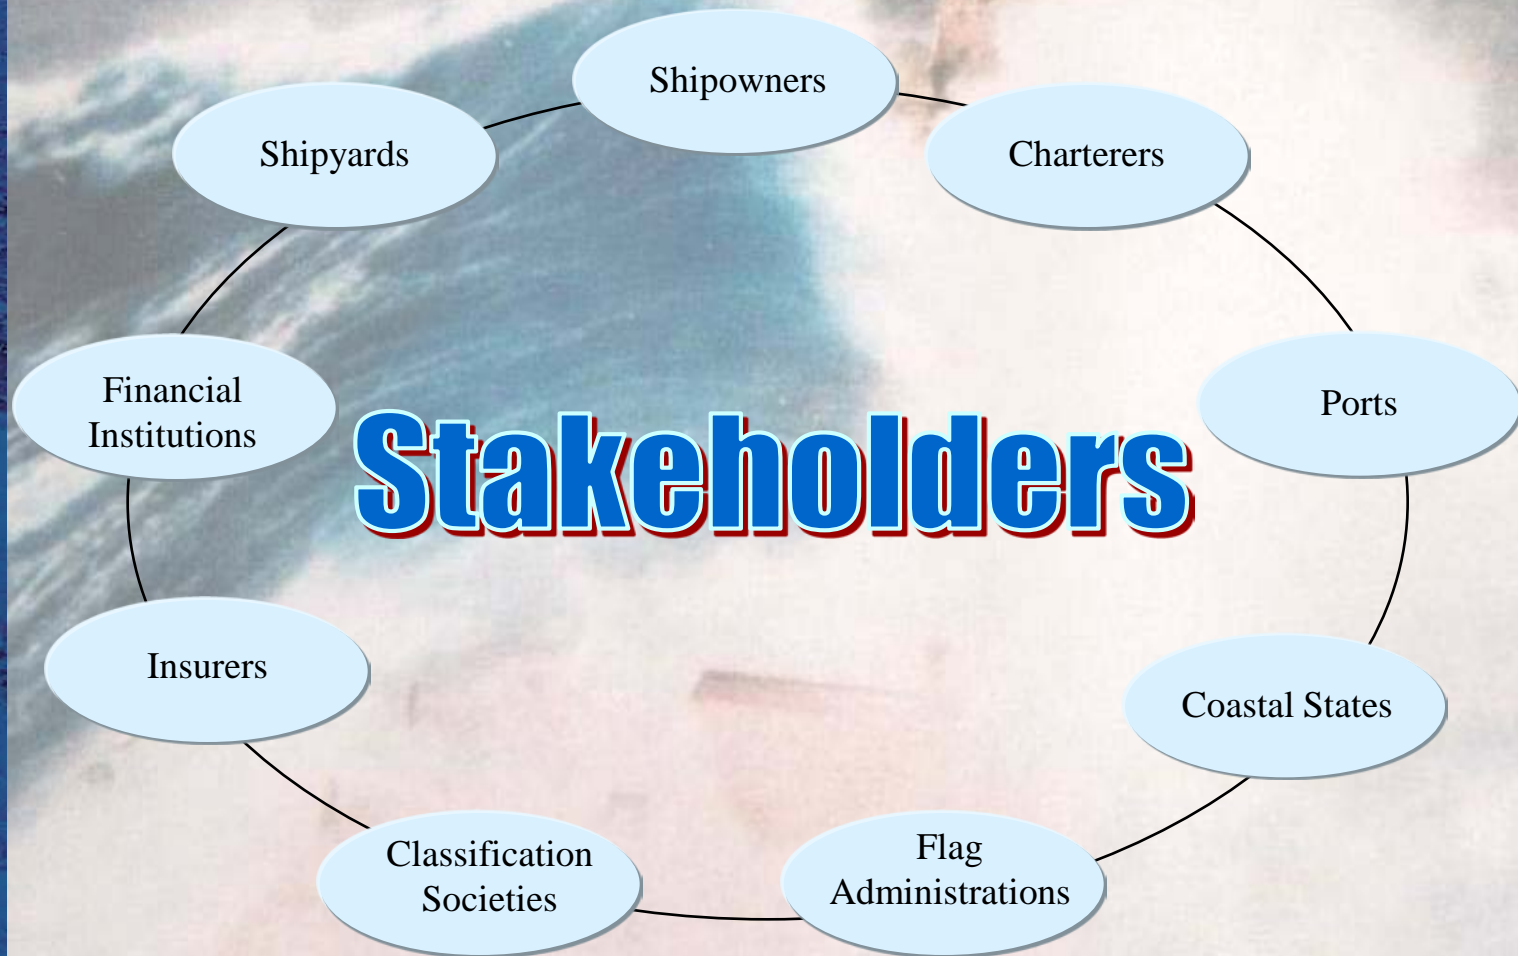 Shipowners
Shipyards
Charterers
Financial
Institutions
Ports
Stakeholders
Insurers
Coastal States
Classification
Societies
Flag
Administrations